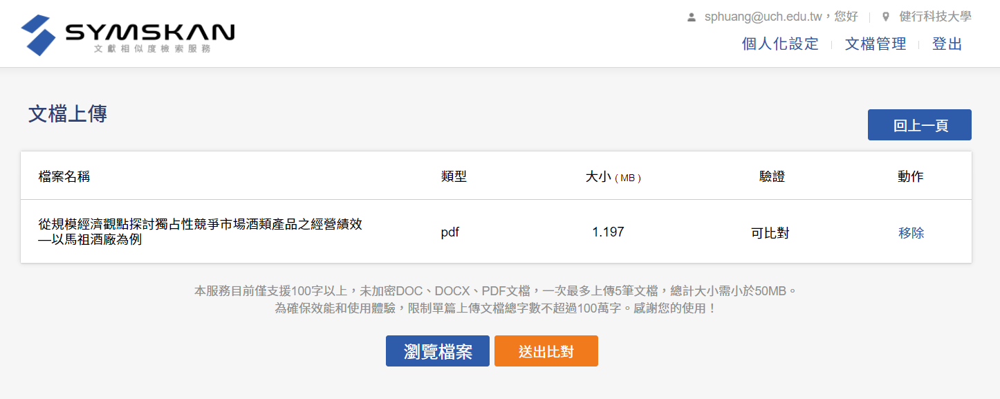 SYMSKAN
文獻相似度檢索服務
sphuang@uch.edu.tw，您好
健行科技大學
個人化設定
文檔管理
登出
文檔上傳
回上一頁
檔案名稱 類型 大小 ( MB ) 驗證 動作
從規模經濟觀點探討獨占性競爭市場酒類產品之經營績效
—以馬祖酒廠為例
pdf 1.197 可比對 移除
本服務目前僅支援100字以上，未加密DOC、DOCX、PDF文檔，一次最多上傳5筆文檔，總計大小需小於50MB。
為確保效能和使用體驗，限制單篇上傳文檔總字數不超過100萬字。感謝您的使用！
瀏覽檔案 送出比對